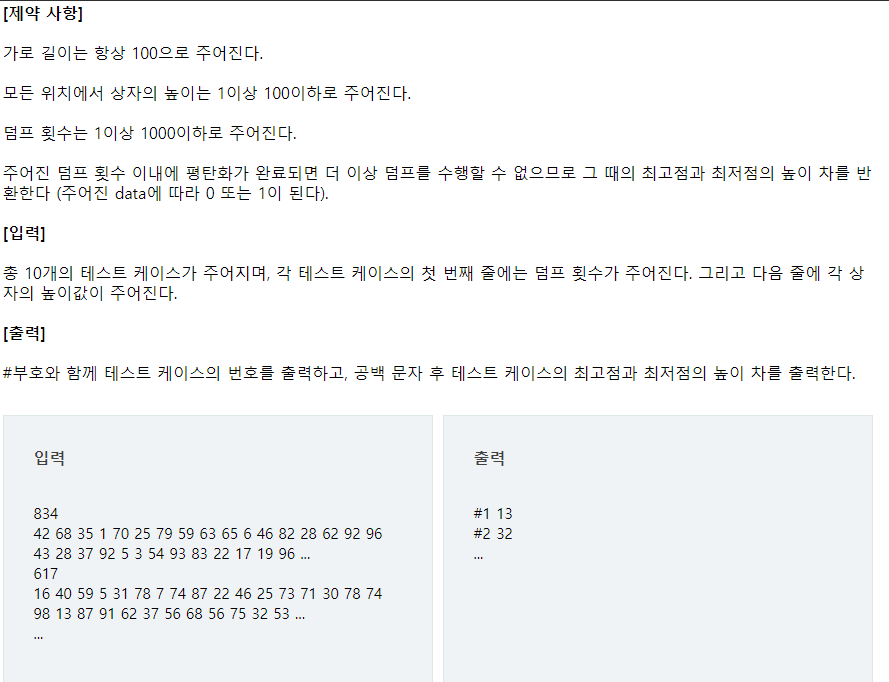 [제약 사항]
가로 길이는 항상 100으로 주어진다.
모든 위치에서 상자의 높이는 1이상 100이하로 주어진다.
덤프 횟수는 1이상 1000이하로 주어진다.
주어진 덤프 횟수 이내에 평탄화가 완료되면 더 이상 덤프를 수행할 수 없으므로 그 때의 최고점과 최저점의 높이 차를 반
환한다 (주어진 data에 따라 0 또는 1이 된다).
[입력]
총 10개의 테스트 케이스가 주어지며, 각 테스트 케이스의 첫 번째 줄에는 덤프 횟수가 주어진다. 그리고 다음 줄에 각 상
자의 높이값이 주어진다.
[출력]
#부호와 함께 테스트 케이스의 번호를 출력하고, 공백 문자 후 테스트 케이스의 최고점과 최저점의 높이 차를 출력한다.
입력
834
42 68 35 1 70 25 79 59 63 65 6 46 82 28 62 92 96
43 28 37 92 5 3 54 93 83 22 17 19 96 ...
617
16 40 59 5 31 78 7 74 87 22 46 25 73 71 30 78 74
98 13 87 91 62 37 56 68 56 75 32 53 ...
...
출력
#1 13
#2 32
...